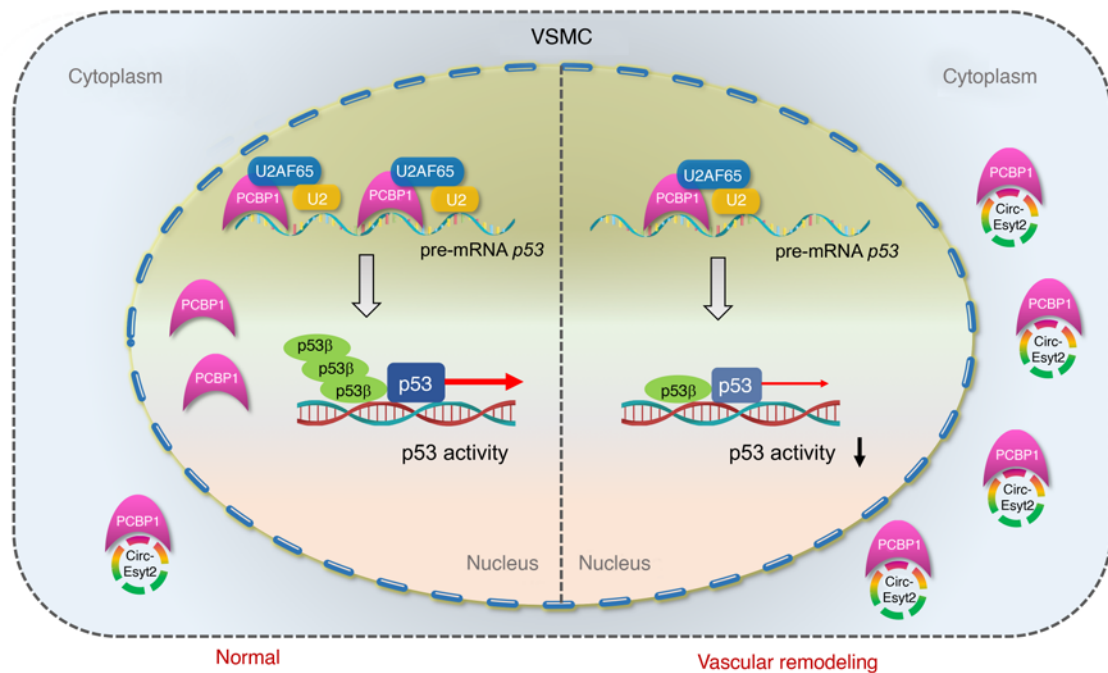 VSMC
Cytoplasm
Cytoplasm
U2AF65
PCBP1
U2
U2AF65
PCBP1
U2
pre-mRNA p53
U2AF65
PCBP1
U2
pre-mRNA p53
PCBP1
PCBP1
p53β
p53β
p53β
p53
p53 activity
p53β
p53
p53 activity
PCBP1
Circ-
Esyt2
PCBP1
Circ-
Esyt2
PCBP1
Circ-
Esyt2
PCBP1
Circ-
Esyt2
PCBP1
Circ-
Esyt2
Nucleus
Nucleus
Normal
Vascular remodeling